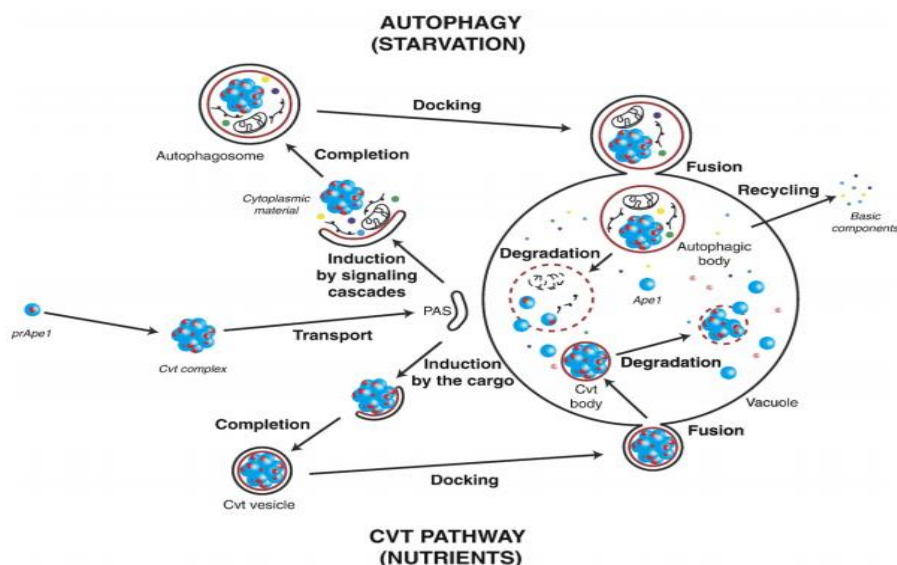 AUTOPHAGY
(STARVATION)
Docking
Autophagosome
Completion
Fusion
Cytoplasmic
material
Recycling
Basic
components
Autophagic
body
Degradation
Induction
by signaling
cascades
Ape1
PAS
prApe1
Transport
Cvt complex
Induction
by the cargo
Degradation
Cvt
body
Vacuole
Completion
Fusion
Docking
Cvt vesicle
CVT PATHWAY
(NUTRIENTS)